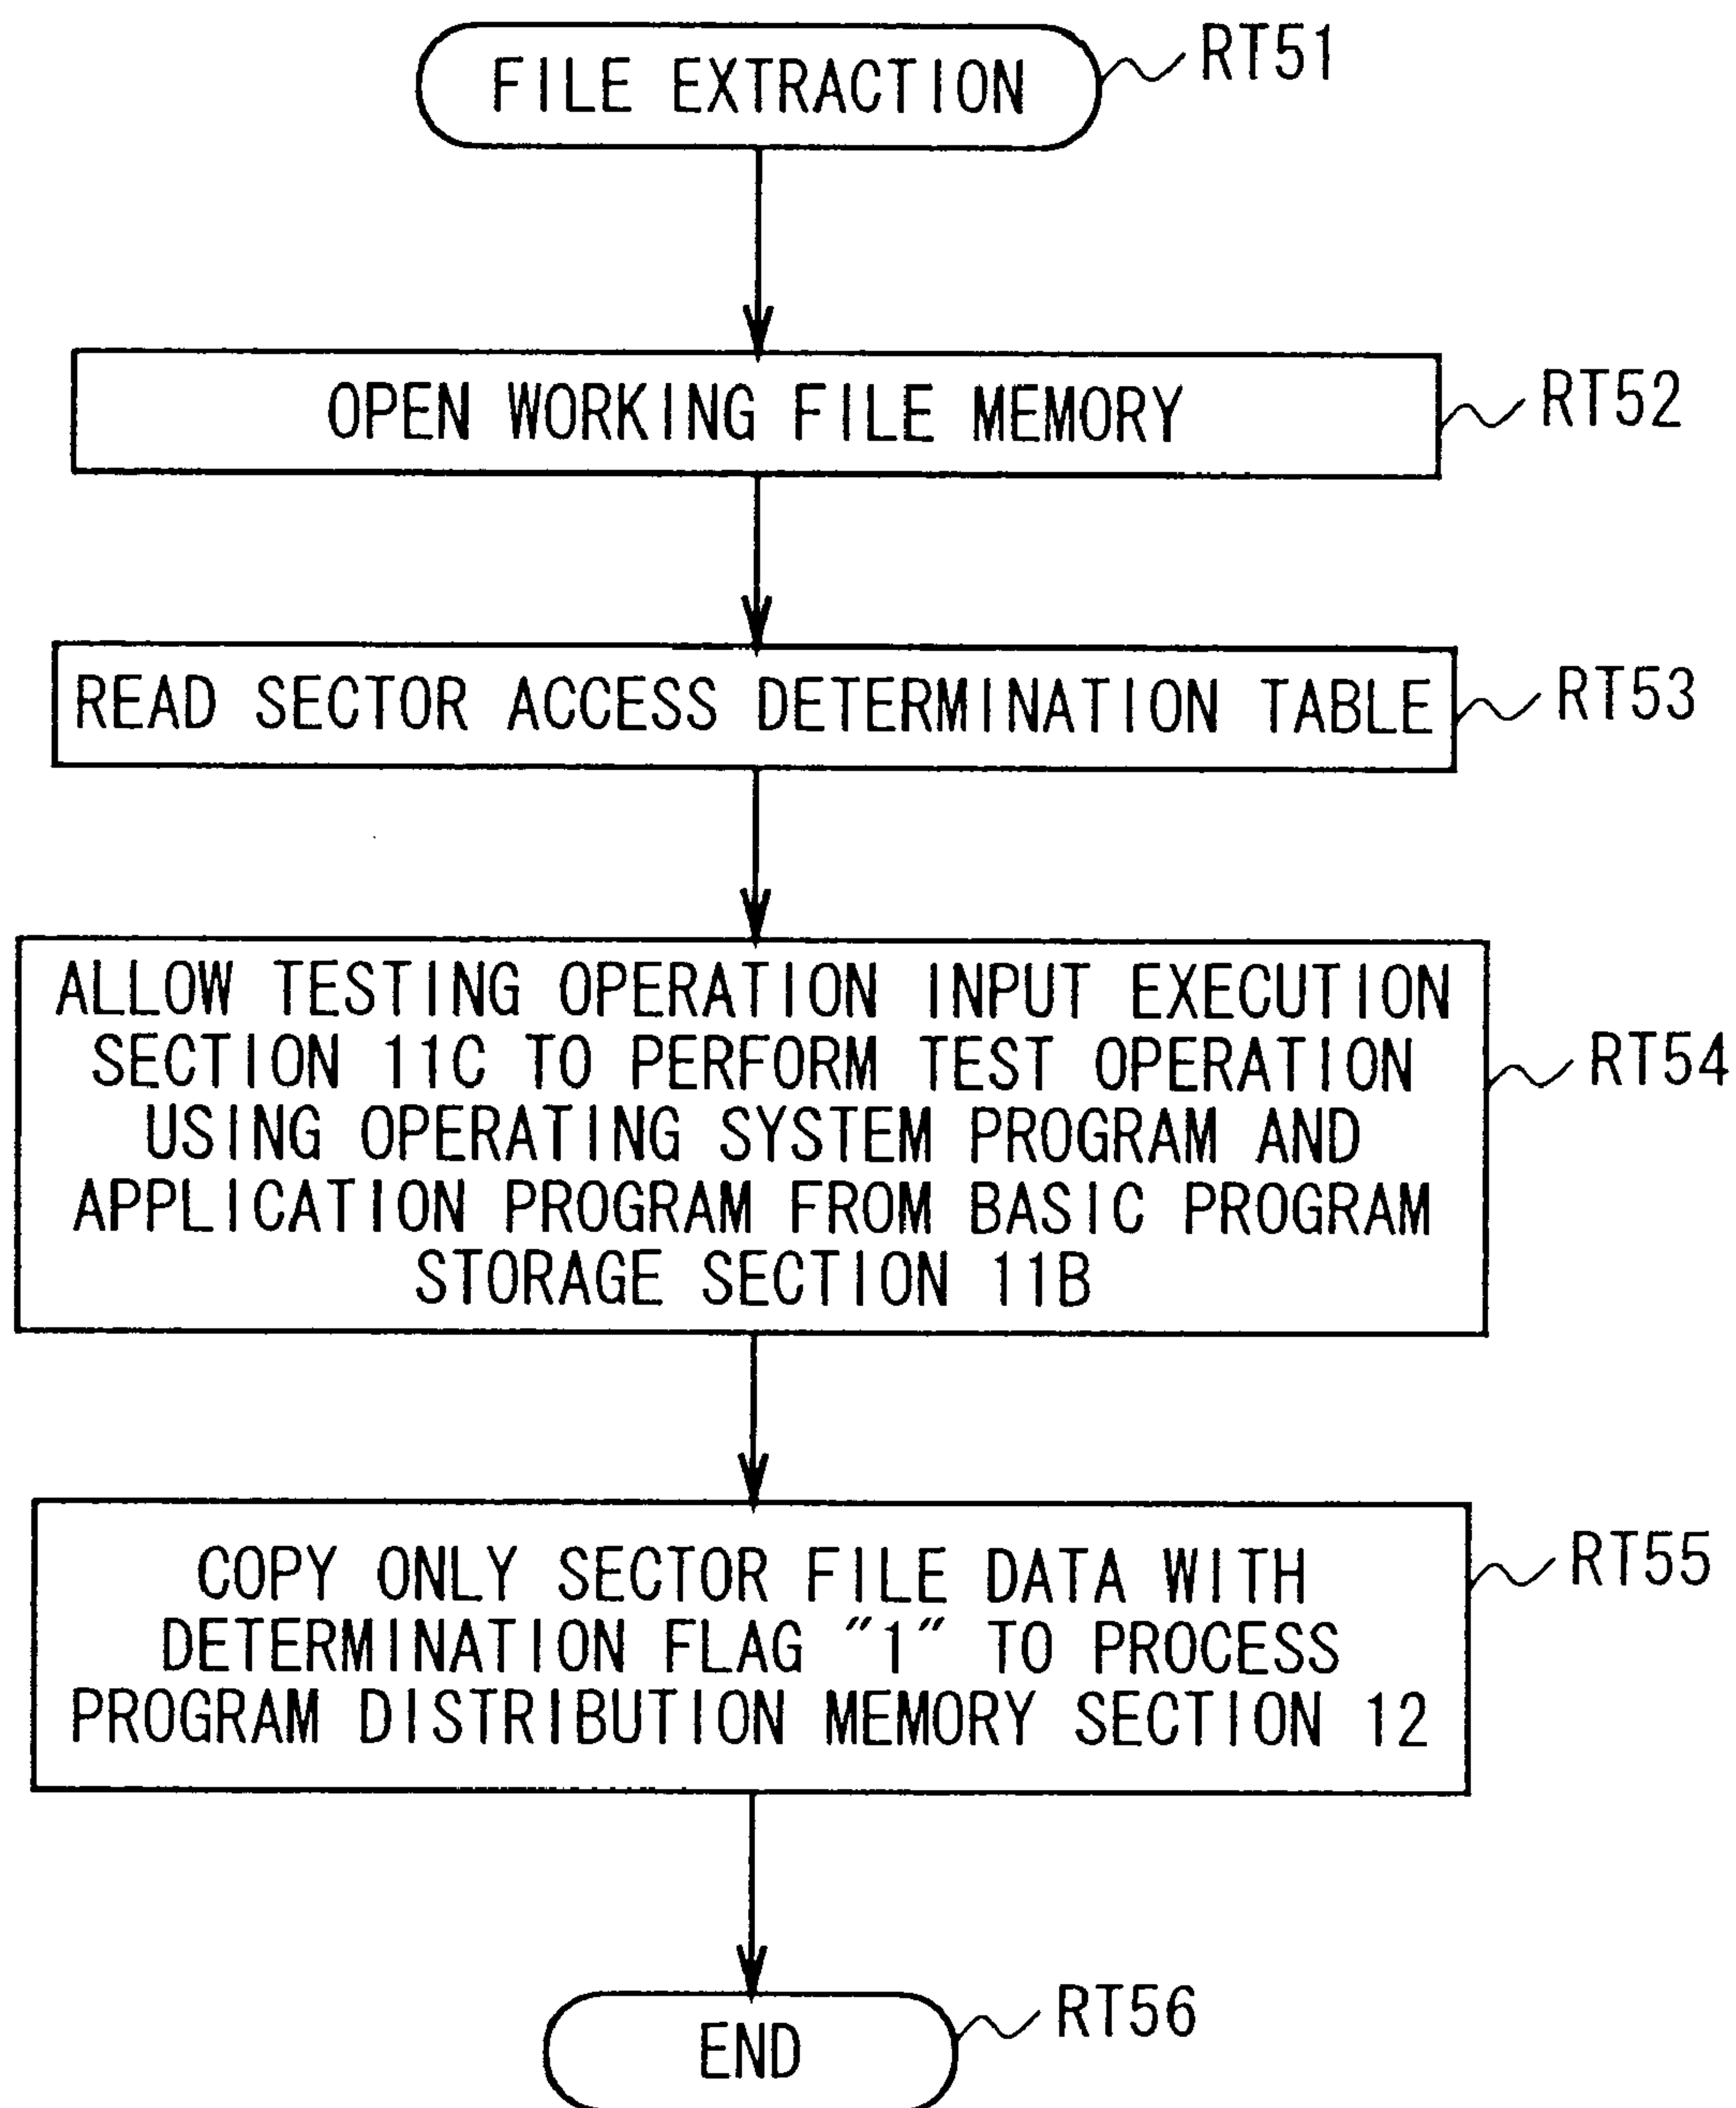 FILE EXTRACTION
RT51
OPEN WORKING FILE MEMORY
RT52
READ SECTOR ACCESS DETERMINATION TABLE
RT53
ALLOW TESTING OPERATION INPUT EXECUTION
SECTION 11C TO PERFORM TEST OPERATION
USING OPERATING SYSTEM PROGRAM AND
APPLICATION PROGRAM FROM BASIC PROGRAM
STORAGE SECTION 11B
RT54
COPY ONLY SECTOR FILE DATA WITH
DETERMINATION FLAG "1" TO PROCESS
PROGRAM DISTRIBUTION MEMORY SECTION 12
RT55
END
RT56